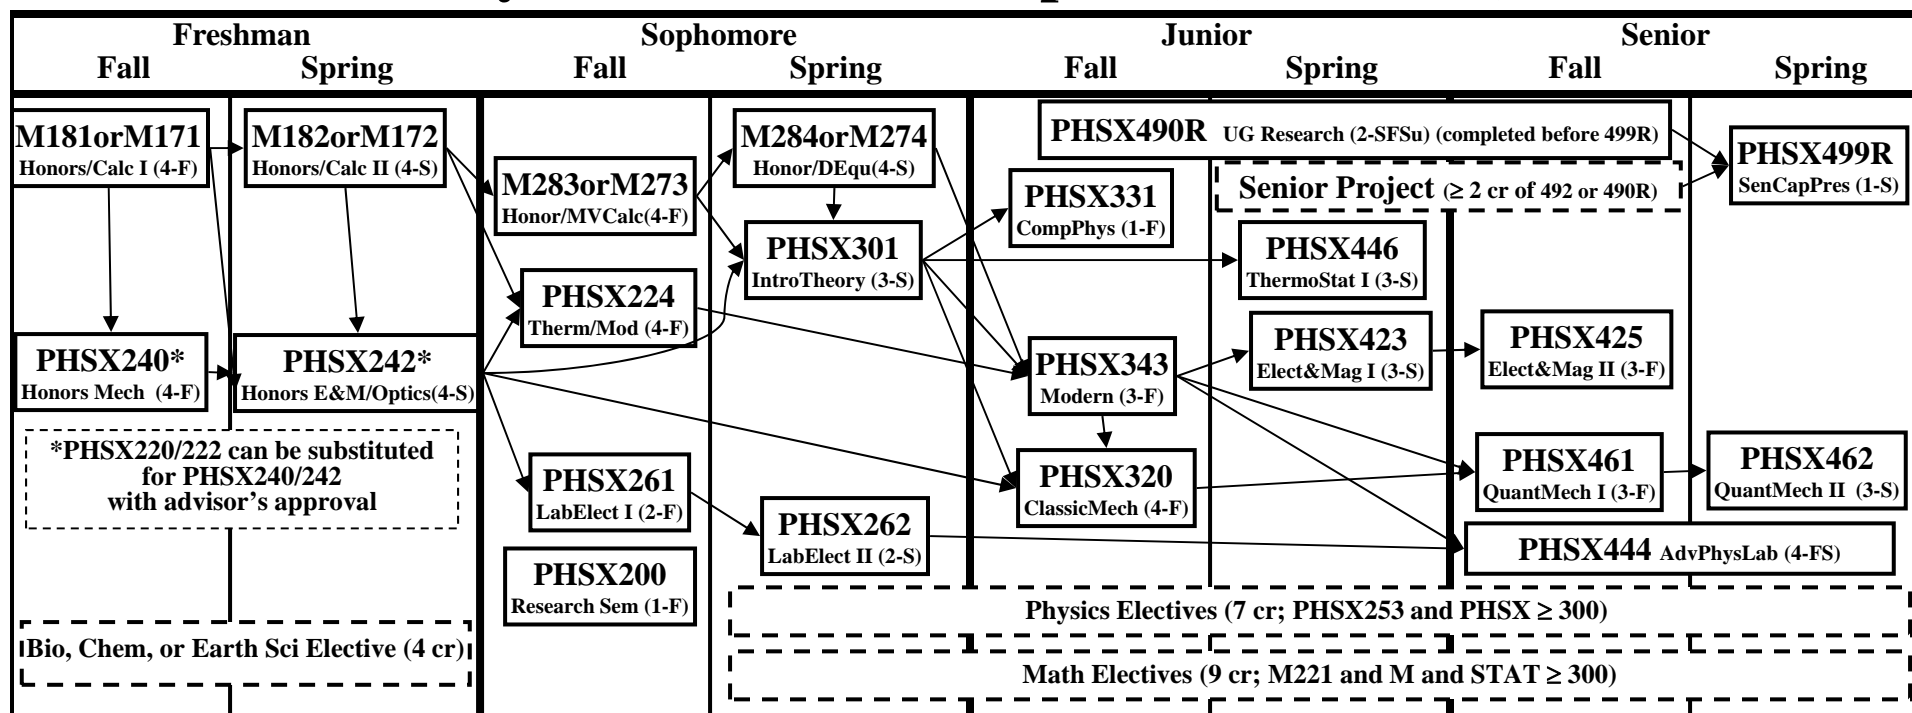 Freshman
Sophomore
Junior
Senior
Fall
Spring
Fall
Spring
Fall
Spring
Fall
Spring
M181orM171
Honors/Calc I (4-F)
M182orM172
Honors/Calc II (4-S)
M283orM273
Honor/MVCalc(4-F)
M284orM274
Honor/DEqu(4-S)
PHSX490R UG Research (2-SFSu) (completed before 499R)
PHSX499R
SenCapPres (1-S)
Senior Project (≥ 2 cr of 492 or 490R)
PHSX331
CompPhys (1-F)
PHSX301
IntroTheory (3-S)
PHSX446
ThermoStat I (3-S)
PHSX224
Therm/Mod (4-F)
PHSX240*
Honors Mech (4-F)
PHSX242*
Honors E&M/Optics(4-S)
PHSX343
Modern (3-F)
PHSX423
Elect&Mag I (3-S)
PHSX425
Elect&Mag II (3-F)
*PHSX220/222 can be substituted
for PHSX240/242
with advisor's approval
PHSX261
LabElect I (2-F)
PHSX262
LabElect II (2-S)
PHSX320
ClassicMech (4-F)
PHSX461
QuantMech I (3-F)
PHSX462
QuantMech II (3-S)
PHSX444 AdvPhysLab (4-FS)
PHSX200
Research Sem (1-F)
Physics Electives (7 cr; PHSX253 and PHSX ≥ 300)
Bio, Chem, or Earth Sci Elective (4 cr)
Math Electives (9 cr; M221 and M and STAT ≥ 300)